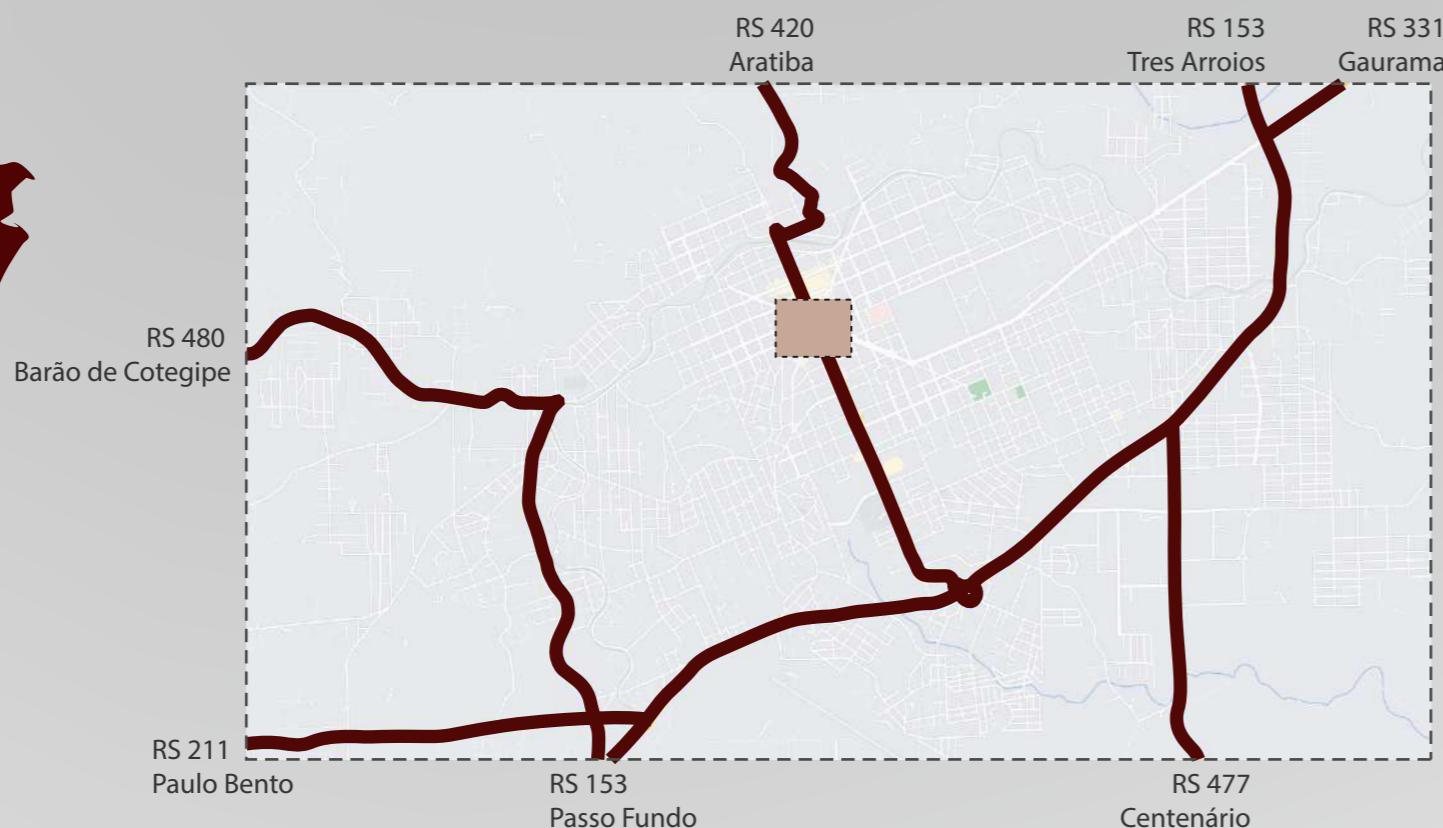 RS 420
Aratiba
RS 153
Tres Arroios
RS 331
Gaurama
RS 480
Barão de Cotegipe
RS 211
Paulo Bento
RS 153
Passo Fundo
RS 477
Centenário